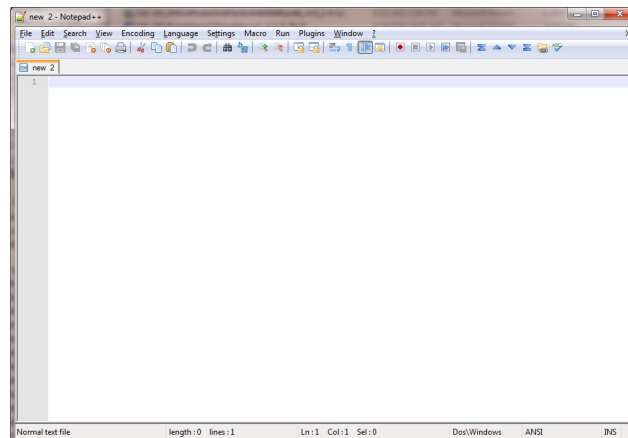 new 2 - Notepad++
File Edit Search View Encoding Language Settings Macro Run Plugins Window ?
new 2
1
Normal text file length : 0 lines : 1 Ln : 1 Col : 1 Sel : 0 Dos\Windows ANSI INS